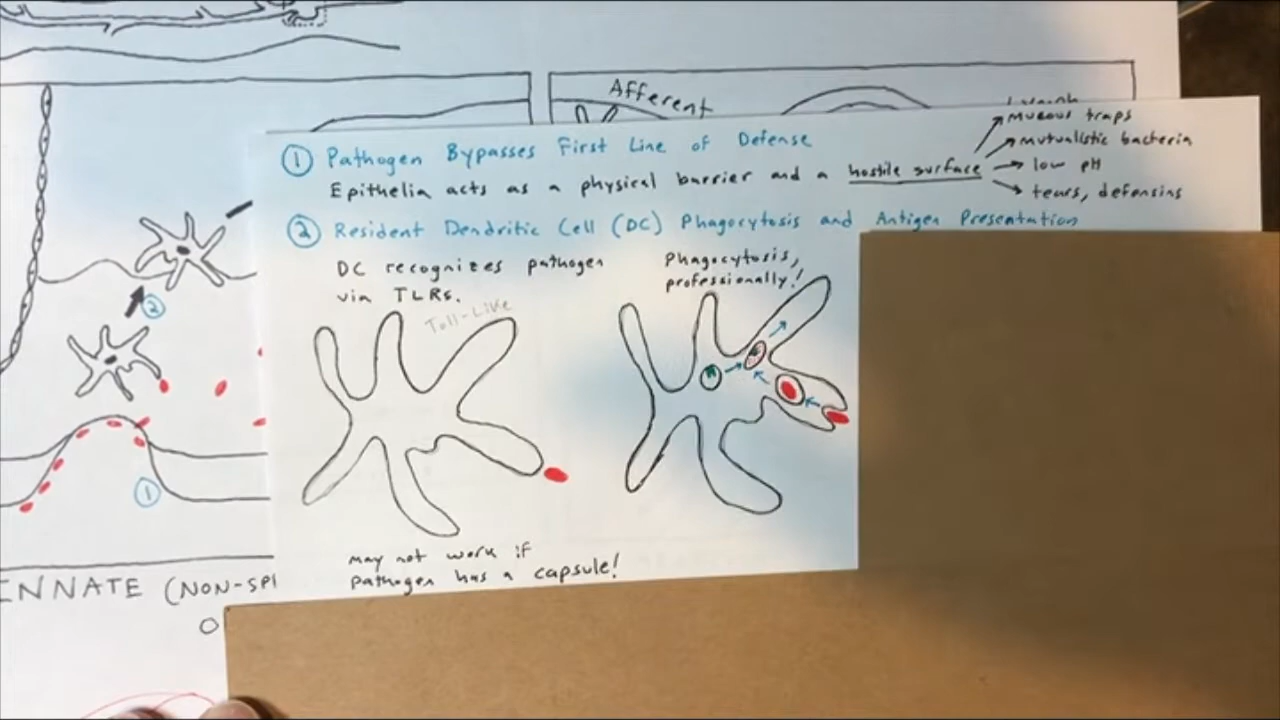 Afferent
Lymph
① Pathogen Bypasses First Line of Defense
Epithelia acts as a physical barrier and a hostile surface
mucous traps
mutualistic bacteria
low pH
tears, defensins
② Resident Dendritic Cell (DC) Phagocytosis and Antigen Presentation
DC recognizes pathogen
via TLRs.
Toll-Like
Phagocytosis,
professionally!
may not work if
pathogen has a capsule!
②
①
INNATE (NON-SPE